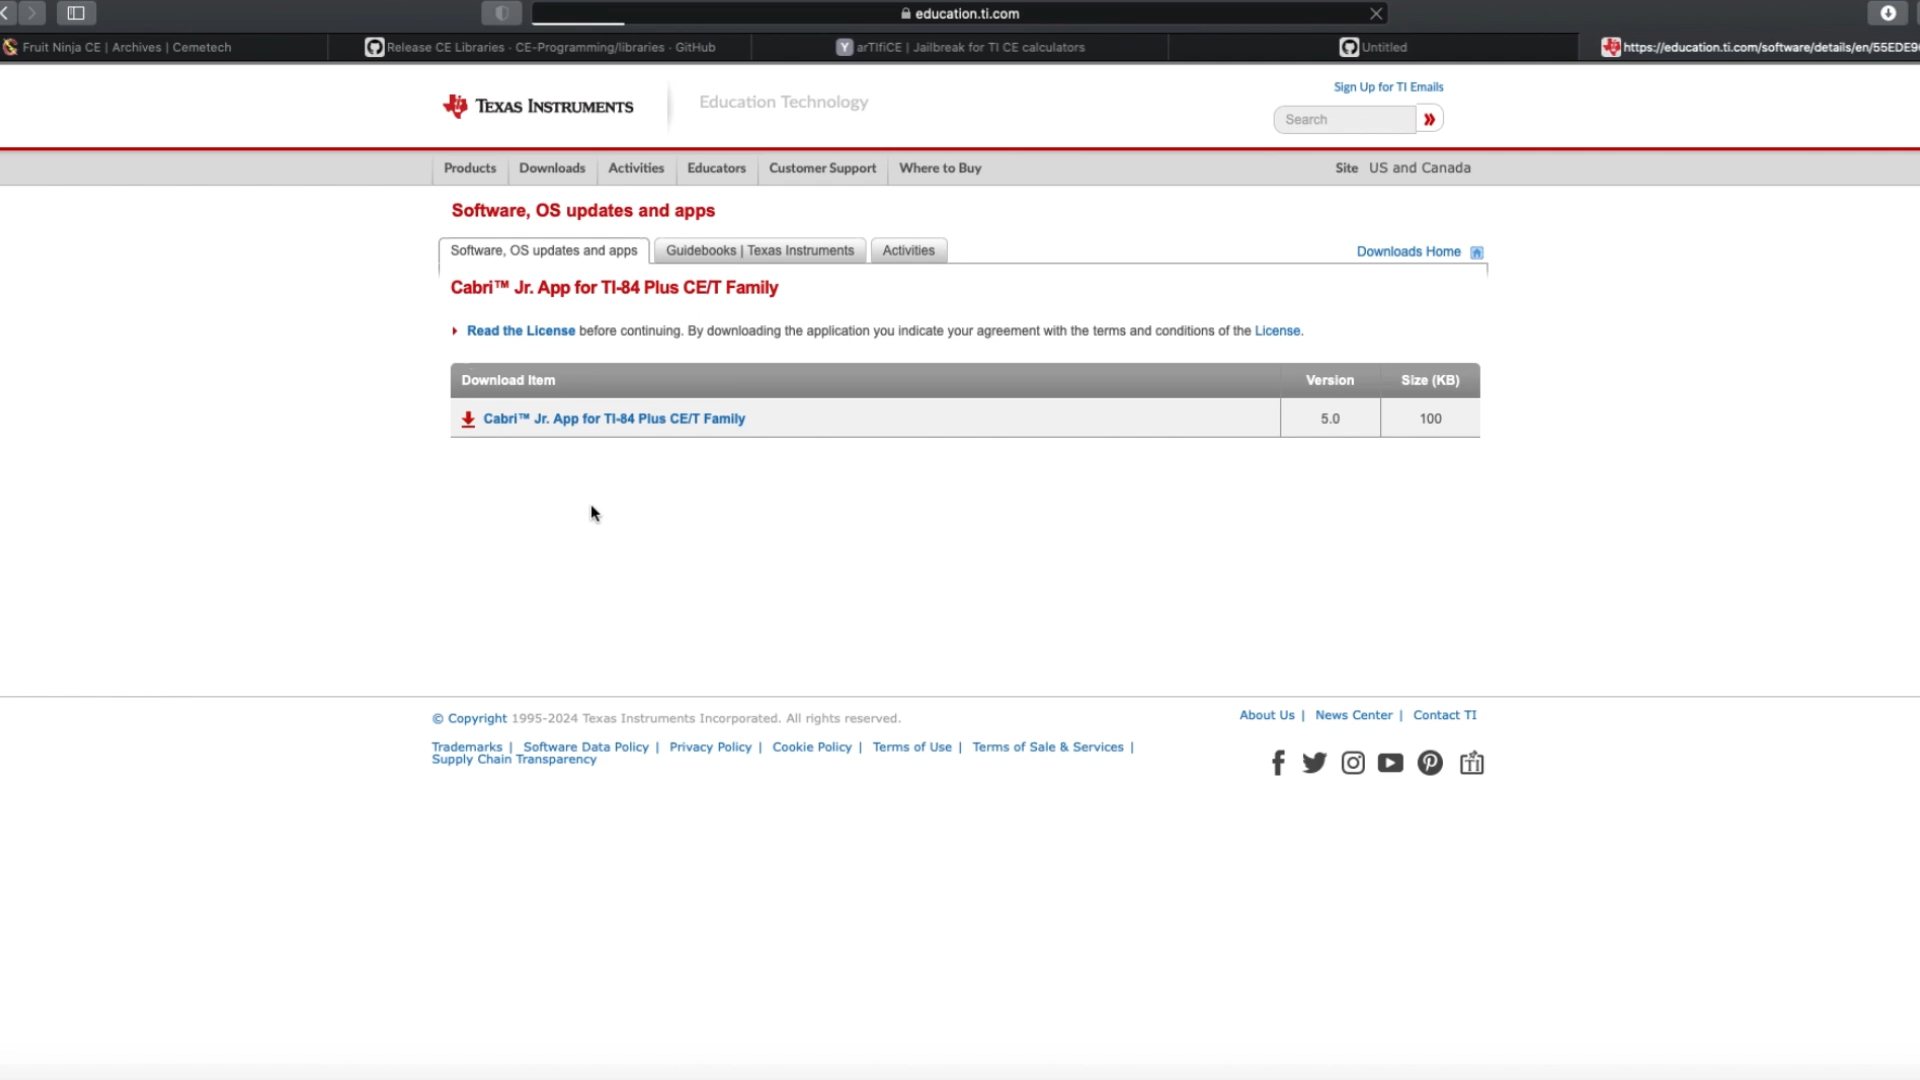 education.ti.com
Fruit Ninja CE | Archives | Cemetech
Release CE Libraries · CE-Programming/libraries · GitHub
Y arTIfiCE | Jailbreak for TI CE calculators
Untitled
https://education.ti.com/software/details/en/55EDE9
Sign Up for TI Emails
TEXAS INSTRUMENTS
Education Technology
Search »
Products Downloads Activities Educators Customer Support Where to Buy
Site US and Canada
Software, OS updates and apps
Software, OS updates and apps Guidebooks | Texas Instruments Activities
Downloads Home
Cabri™ Jr. App for TI-84 Plus CE/T Family
Read the License before continuing. By downloading the application you indicate your agreement with the terms and conditions of the License.
Download Item Version Size (KB)
Cabri™ Jr. App for TI-84 Plus CE/T Family 5.0 100
© Copyright 1995-2024 Texas Instruments Incorporated. All rights reserved.
About Us | News Center | Contact TI
Trademarks | Software Data Policy | Privacy Policy | Cookie Policy | Terms of Use | Terms of Sale & Services |
Supply Chain Transparency